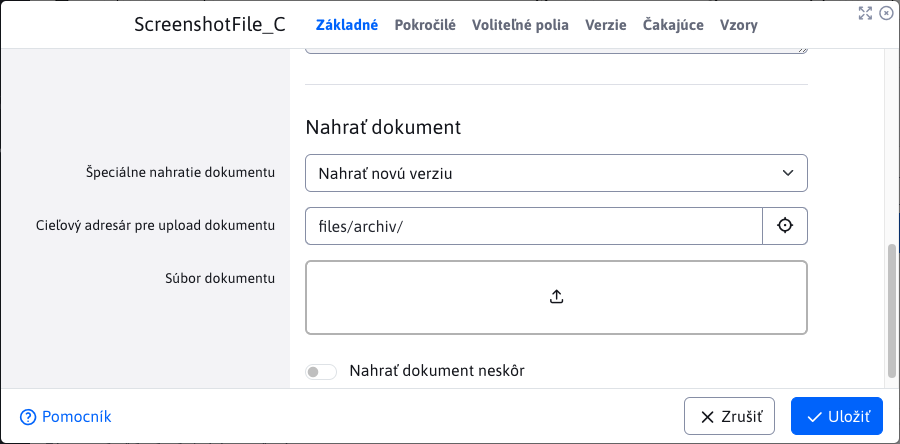 ScreenshotFile_C
Základné Pokročilé Voliteľné polia Verzie Čakajúce Vzory
Nahrať dokument
Špeciálne nahratie dokumentu
Nahrať novú verziu
Cieľový adresár pre upload dokumentu
files/archiv/
Súbor dokumentu
Nahrať dokument neskôr
Pomocník
Zrušiť
Uložiť